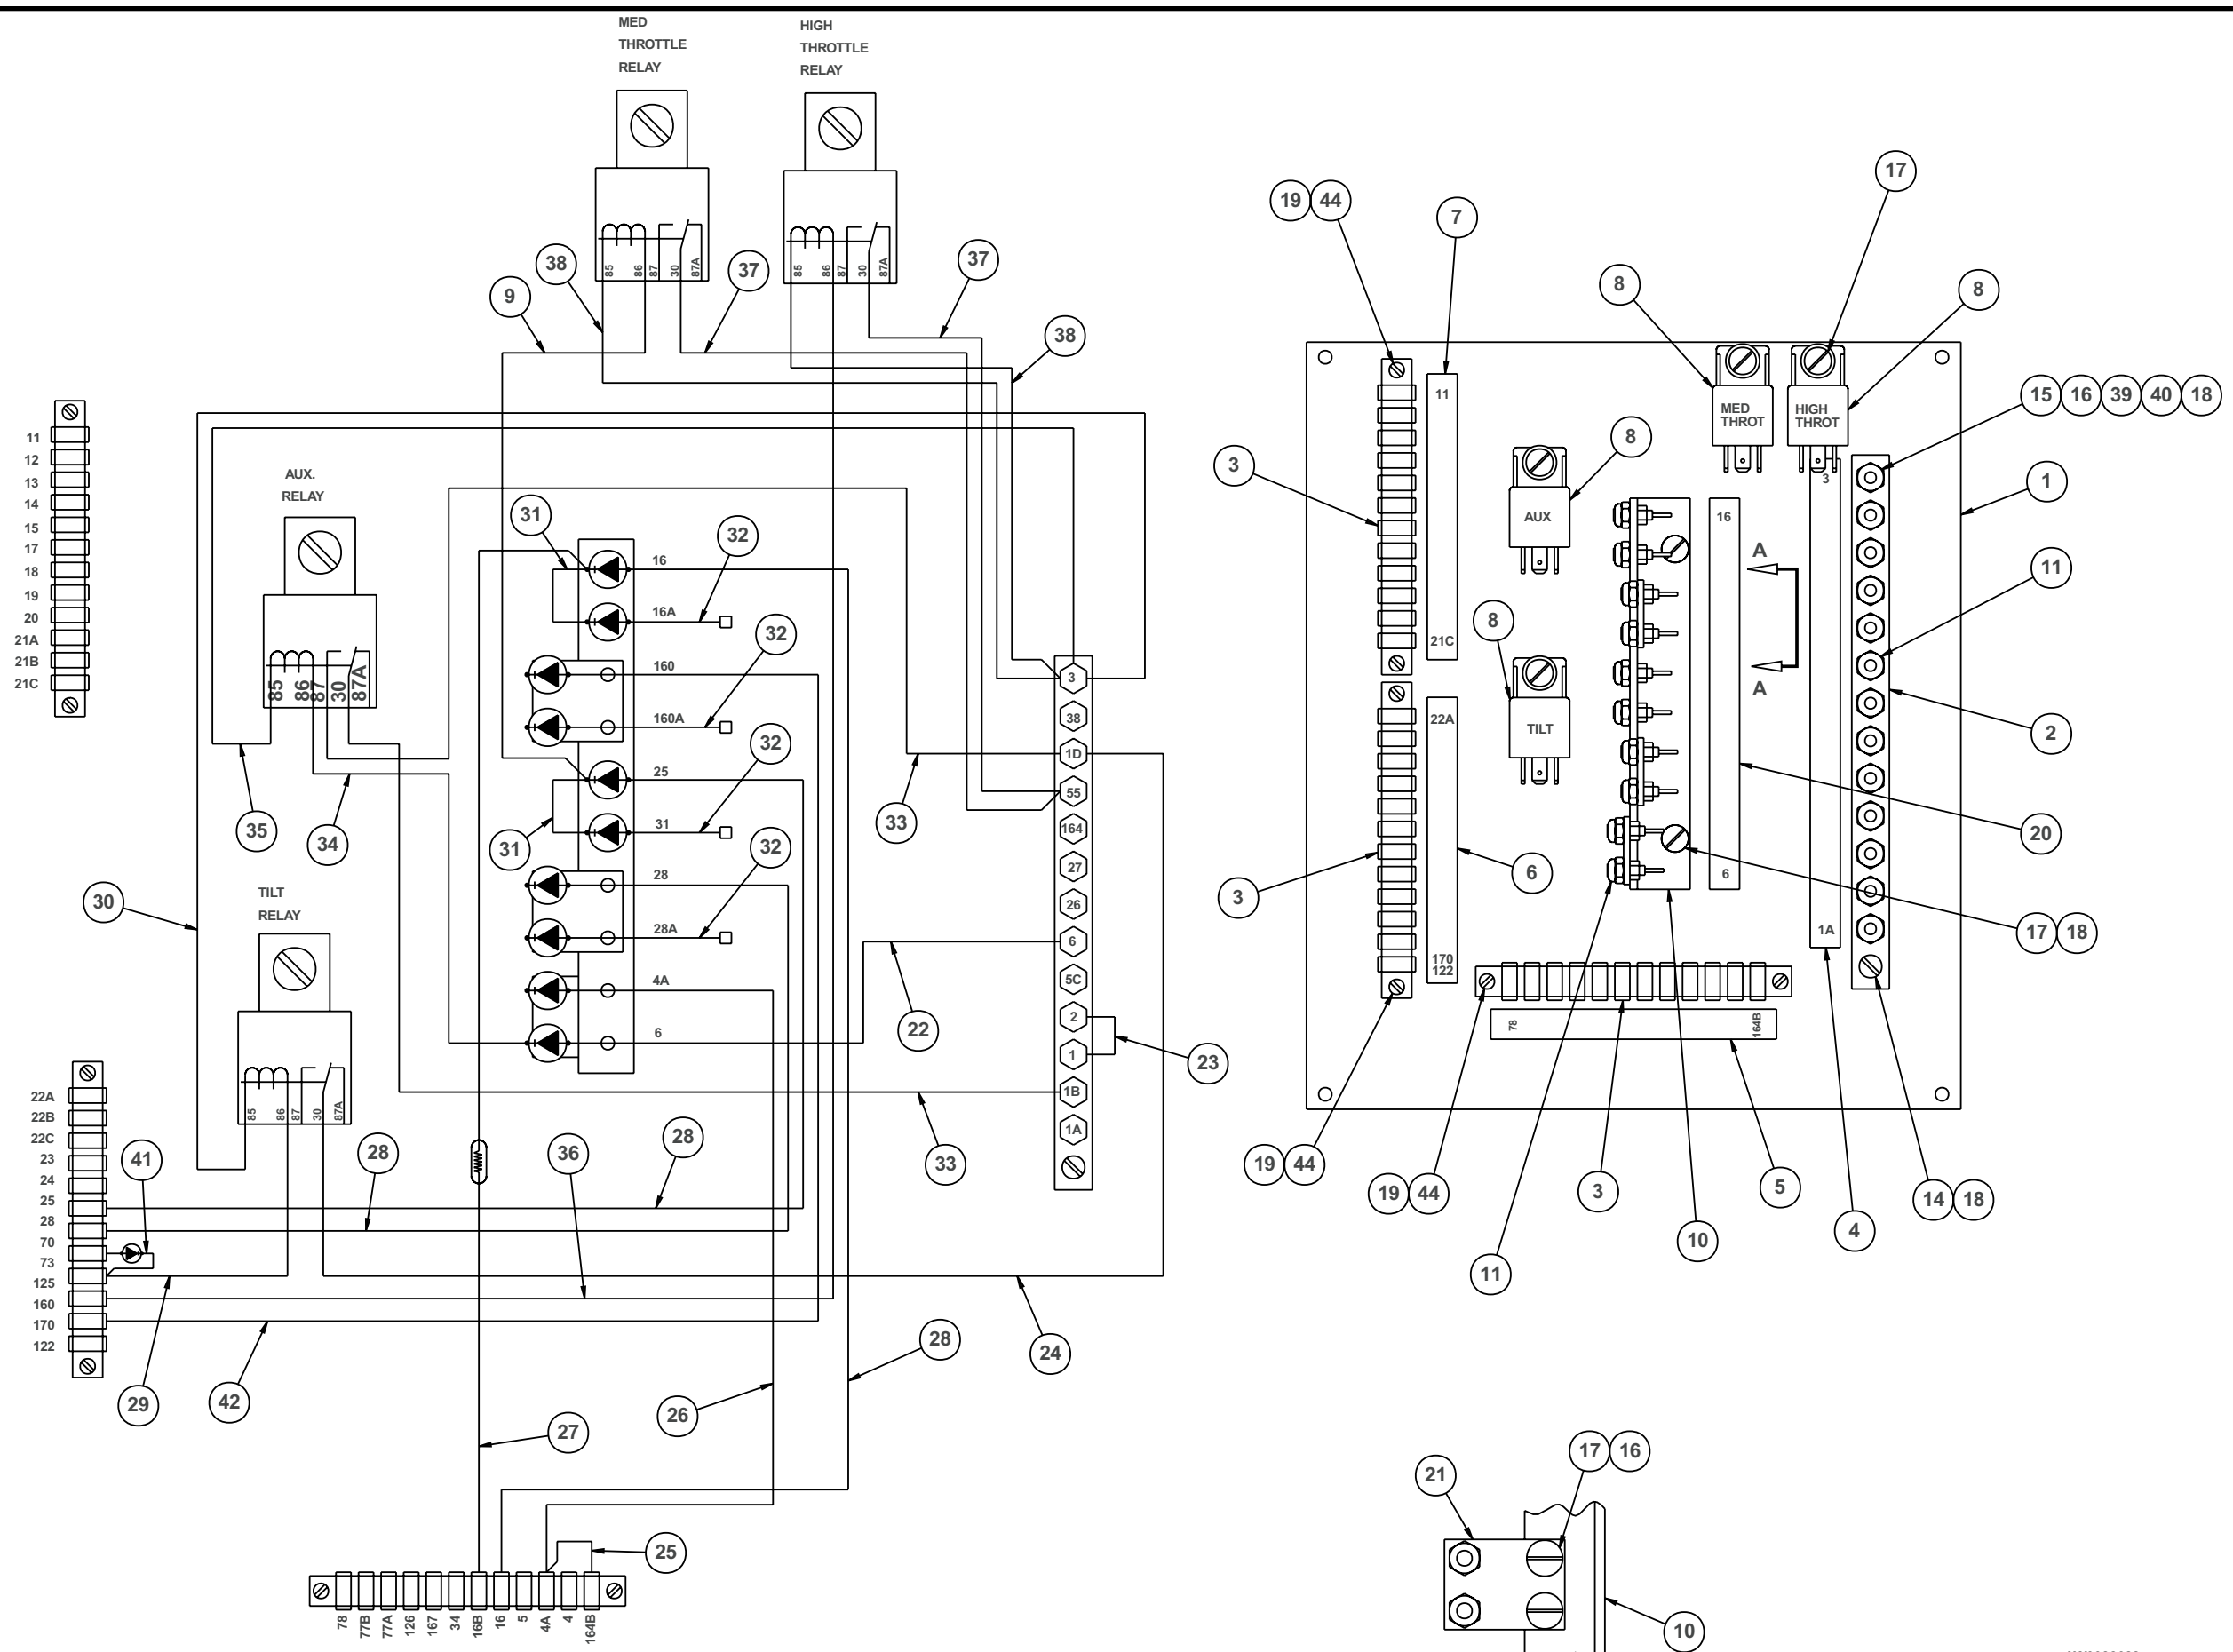 MED
THROTTLE
RELAY
HIGH
THROTTLE
RELAY
85
86
87
30
87A
85
86
87
30
87A
38
9
37
37
38
11
12
13
14
15
17
18
19
20
21A
21B
21C
AUX.
RELAY
85
86
87
30
87A
35
34
30
TILT
RELAY
85
86
87
30
87A
31
32
16
16A
32
160
160A
32
25
31
31
32
28
28A
4A
6
33
22
3
38
1D
55
164
27
26
6
5C
2
1
1B
1A
23
33
22A
22B
22C
23
24
25
28
70
73
125
160
170
122
41
28
36
28
29
42
27
26
28
24
25
78
77B
77A
126
167
34
16B
16
5
4A
4
164B
19 44
7
17
8
8
15 16 39 40 18
3
11
21C
MED
THROT
HIGH
THROT
8
AUX
3
1
16
A
A
11
8
TILT
2
22A
20
3
6
6
170
122
1A
17 18
78
164B
19 44
19 44
3
5
4
14 18
10
11
17 16
21
10